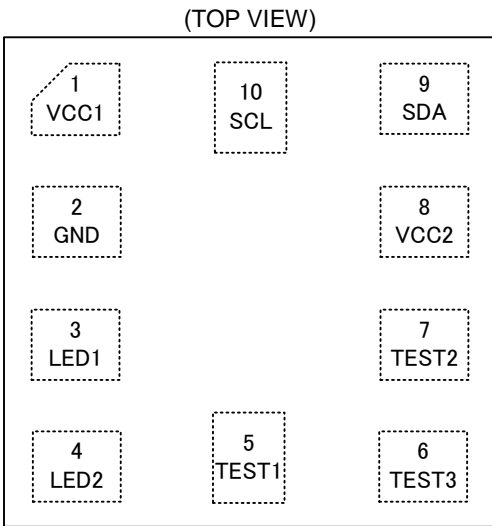 (TOP VIEW)
1
VCC1
10
SCL
9
SDA
2
GND
8
VCC2
3
LED1
7
TEST2
4
LED2
5
TEST1
6
TEST3